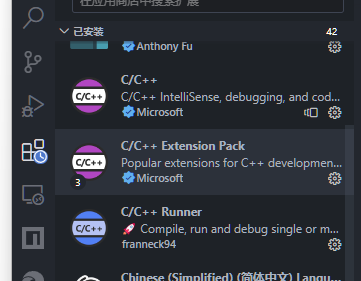 在应用商店中搜索扩展
已安装
42
Anthony Fu
C/C++
C/C++
C/C++ IntelliSense, debugging, and cod...
Microsoft
C/C++
3
C/C++ Extension Pack
Popular extensions for C++ developmen...
Microsoft
C/C++
C/C++ Runner
🚀 Compile, run and debug single or m...
franneck94
Chinese (Simplified) (简体中文) Langu...